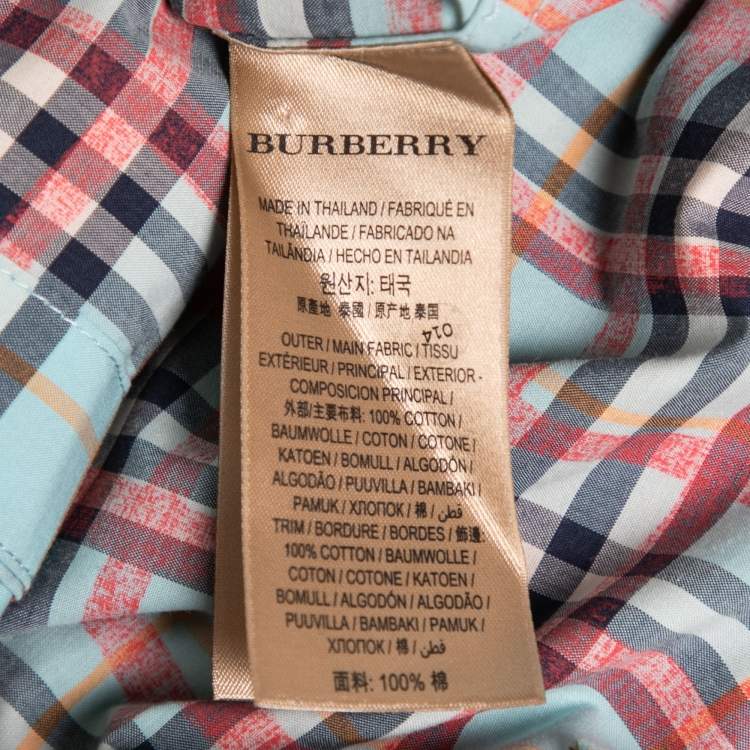 BURBERRY
MADE IN THAILAND / FABRIQUÉ EN
THAÏLANDE / FABRICADO NA
TAILÂNDIA / HECHO EN TAILANDIA
원산지: 태국
原產地: 泰國 / 原产地 泰国
014
OUTER / MAIN FABRIC / TISSU
EXTÉRIEUR / PRINCIPAL / EXTERIOR -
COMPOSICION PRINCIPAL /
外部/主要布料: 100% COTTON /
BAUMWOLLE / COTON / COTONE /
KATOEN / BOMULL / ALGODÓN /
ALGODÃO / PUUVILLA / BAMBAKI /
PAMUK / ХЛОПОК / 棉 / قطن /
TRIM / BORDURE / BORDES / 飾邊:
100% COTTON / BAUMWOLLE /
COTON / COTONE / KATOEN /
BOMULL / ALGODÓN / ALGODÃO /
PUUVILLA / BAMBAKI / PAMUK /
ХЛОПОК / 棉 / قطن /
面料: 100% 棉